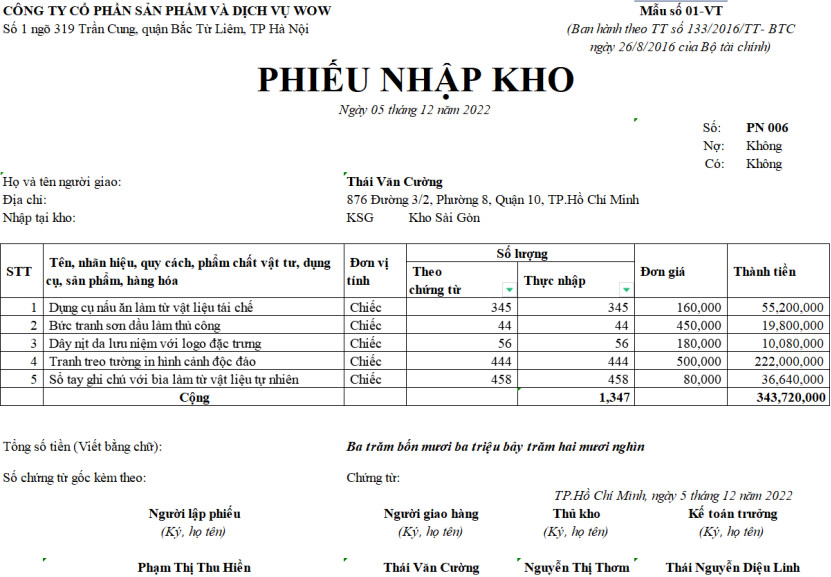 CÔNG TY CỔ PHẦN SẢN PHẨM VÀ DỊCH VỤ WOW
Mẫu số 01-VT
Số 1 ngõ 319 Trần Cung, quận Bắc Từ Liêm, TP Hà Nội
(Ban hành theo TT số 133/2016/TT- BTC
ngày 26/8/2016 của Bộ tài chính)
PHIẾU NHẬP KHO
Ngày 05 tháng 12 năm 2022
Số: PN 006
Nợ: Không
Có: Không
Họ và tên người giao: Thái Văn Cường
Địa chỉ: 876 Đường 3/2, Phường 8, Quận 10, TP.Hồ Chí Minh
Nhập tại kho: KSG Kho Sài Gòn
STT Tên, nhãn hiệu, quy cách, phẩm chất vật tư, dụng cụ, sản phẩm, hàng hóa Đơn vị tính Số lượng Đơn giá Thành tiền
Theo chứng từ Thực nhập
1 Dụng cụ nấu ăn làm từ vật liệu tái chế Chiếc 345 345 160,000 55,200,000
2 Bức tranh sơn dầu làm thủ công Chiếc 44 44 450,000 19,800,000
3 Dây nịt da lưu niệm với logo đặc trưng Chiếc 56 56 180,000 10,080,000
4 Tranh treo tường in hình cảnh độc đáo Chiếc 444 444 500,000 222,000,000
5 Sổ tay ghi chú với bìa làm từ vật liệu tự nhiên Chiếc 458 458 80,000 36,640,000
Cộng 1,347 343,720,000
Tổng số tiền (Viết bằng chữ): Ba trăm bốn mươi ba triệu bảy trăm hai mươi nghìn
Số chứng từ gốc kèm theo: Chứng từ:
TP.Hồ Chí Minh, ngày 5 tháng 12 năm 2022
Người lập phiếu Người giao hàng Thủ kho Kế toán trưởng
(Ký, họ tên) (Ký, họ tên) (Ký, họ tên) (Ký, họ tên)
Phạm Thị Thu Hiền Thái Văn Cường Nguyễn Thị Thơm Thái Nguyễn Diệu Linh